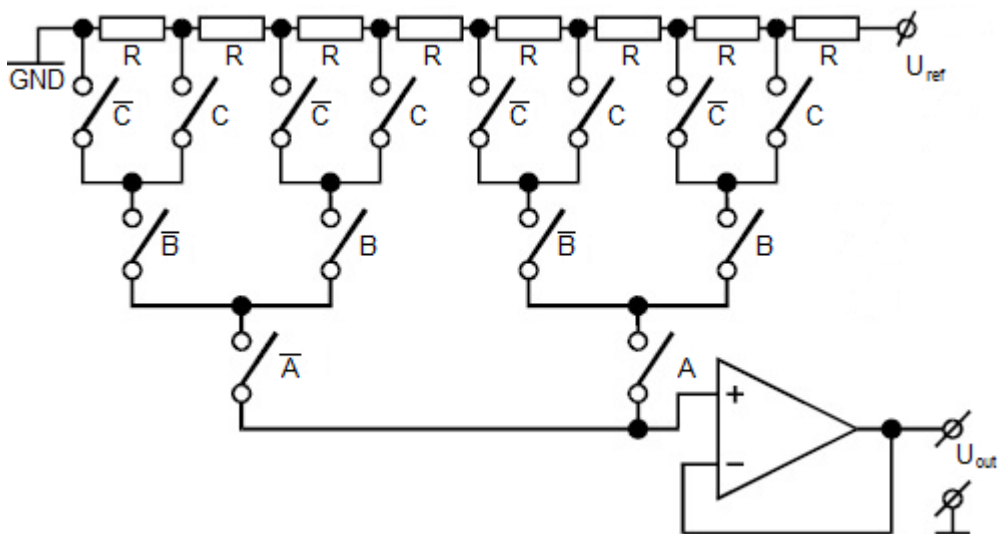 R R R R R R R R
GND U_ref
C̅ C C̅ C C̅ C C̅ C
B̅ B B̅ B
A̅ A
+
−
U_out